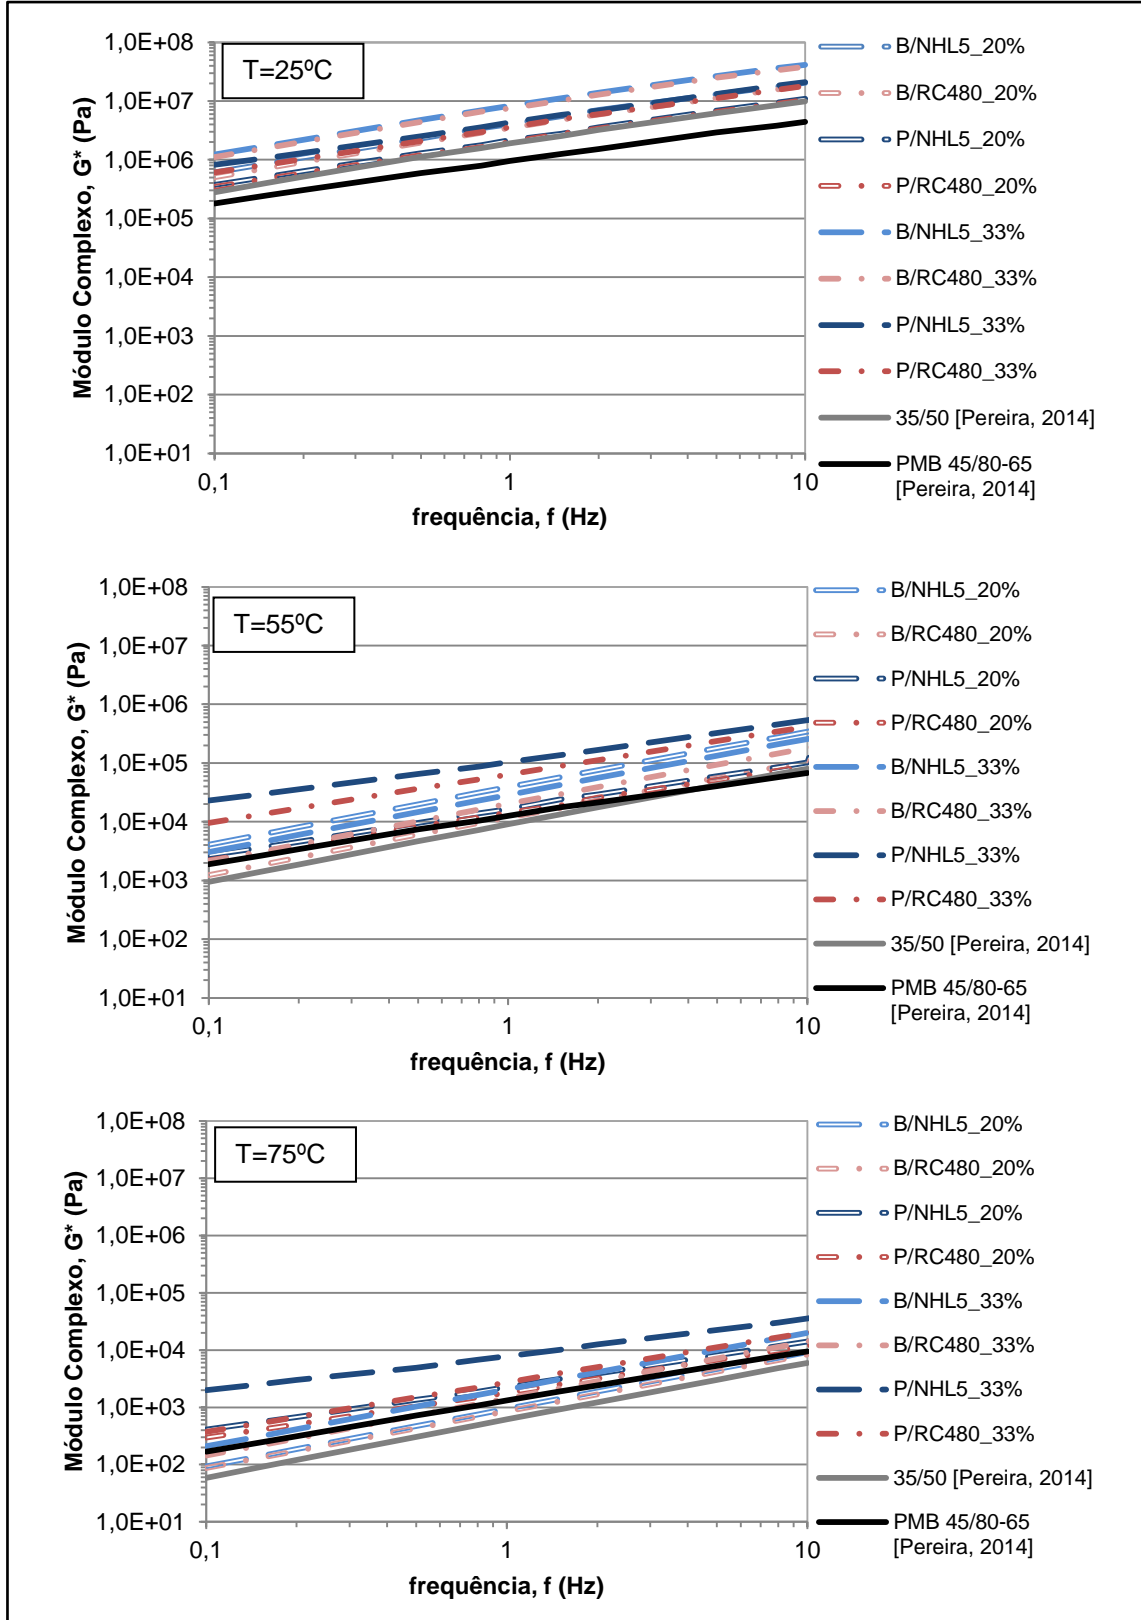 T=25ºC
Módulo Complexo, G* (Pa)
1,0E+08
1,0E+07
1,0E+06
1,0E+05
1,0E+04
1,0E+03
1,0E+02
1,0E+01
0,1
1
10
frequência, f (Hz)
B/NHL5_20%
B/RC480_20%
P/NHL5_20%
P/RC480_20%
B/NHL5_33%
B/RC480_33%
P/NHL5_33%
P/RC480_33%
35/50 [Pereira, 2014]
PMB 45/80-65
[Pereira, 2014]
T=55ºC
Módulo Complexo, G* (Pa)
1,0E+08
1,0E+07
1,0E+06
1,0E+05
1,0E+04
1,0E+03
1,0E+02
1,0E+01
0,1
1
10
frequência, f (Hz)
B/NHL5_20%
B/RC480_20%
P/NHL5_20%
P/RC480_20%
B/NHL5_33%
B/RC480_33%
P/NHL5_33%
P/RC480_33%
35/50 [Pereira, 2014]
PMB 45/80-65
[Pereira, 2014]
T=75ºC
Módulo Complexo, G* (Pa)
1,0E+08
1,0E+07
1,0E+06
1,0E+05
1,0E+04
1,0E+03
1,0E+02
1,0E+01
0,1
1
10
frequência, f (Hz)
B/NHL5_20%
B/RC480_20%
P/NHL5_20%
P/RC480_20%
B/NHL5_33%
B/RC480_33%
P/NHL5_33%
P/RC480_33%
35/50 [Pereira, 2014]
PMB 45/80-65
[Pereira, 2014]